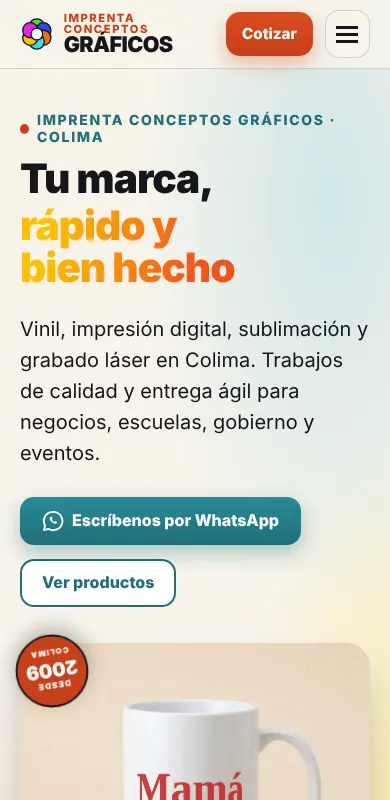 IMPRENTA
CONCEPTOS
GRÁFICOS
Cotizar
IMPRENTA CONCEPTOS GRÁFICOS ·
COLIMA
Tu marca,
rápido y
bien hecho
Vinil, impresión digital, sublimación y
grabado láser en Colima. Trabajos
de calidad y entrega ágil para
negocios, escuelas, gobierno y
eventos.
Escríbenos por WhatsApp
Ver productos
DESDE
2009
COLIMA
Mamá